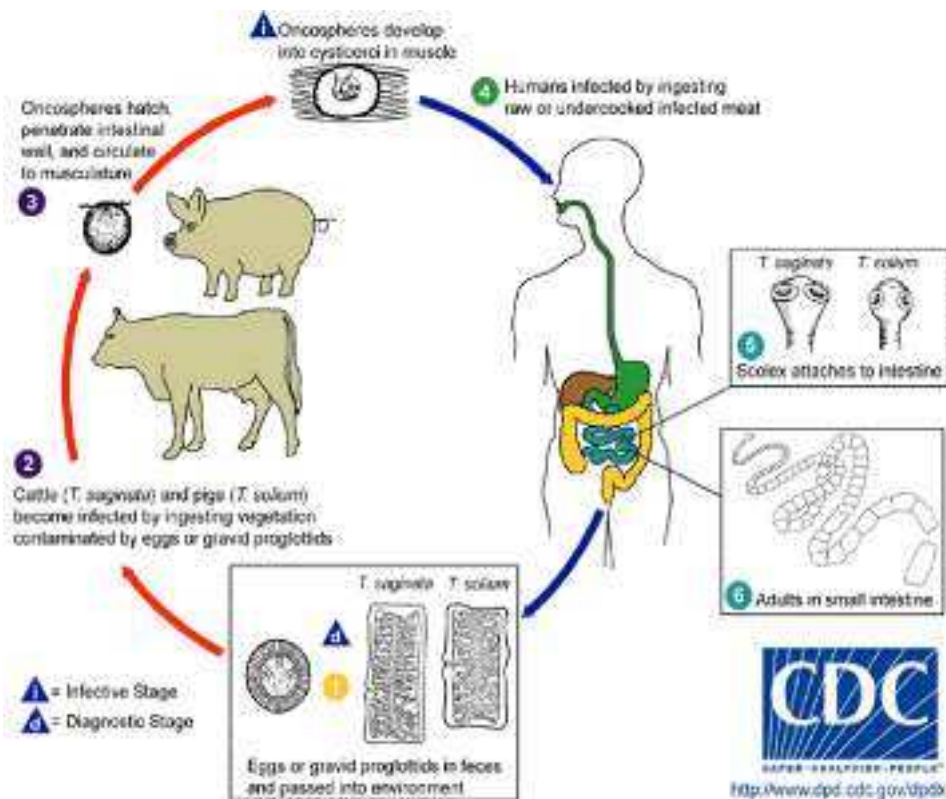 i Oncospheres develop
into cysticerci in muscle
4 Humans infected by ingesting
raw or undercooked infected meat
Oncospheres hatch,
penetrate intestinal
wall, and circulate
to musculature
3
T. saginata T. solium
5
Scolex attaches to intestine
2
Cattle (T. saginata) and pigs (T. solium)
become infected by ingesting vegetation
contaminated by eggs or gravid proglottids
6 Adults in small intestine
T. saginata T. solium
d
1
Eggs or gravid proglottids in feces
and passed into environment
i = Infective Stage
d = Diagnostic Stage
CDC
SAFER • HEALTHIER • PEOPLE™
http://www.dpd.cdc.gov/dpdx